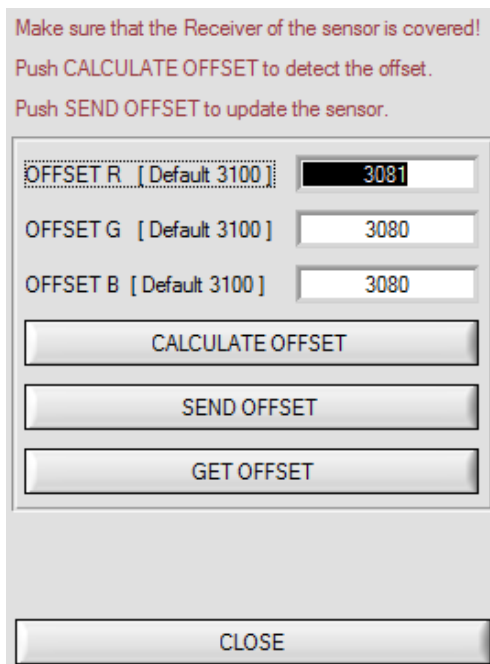 Make sure that the Receiver of the sensor is covered!
Push CALCULATE OFFSET to detect the offset.
Push SEND OFFSET to update the sensor.
OFFSET R [ Default 3100 ] 3081
OFFSET G [ Default 3100 ] 3080
OFFSET B [ Default 3100 ] 3080
CALCULATE OFFSET
SEND OFFSET
GET OFFSET
CLOSE